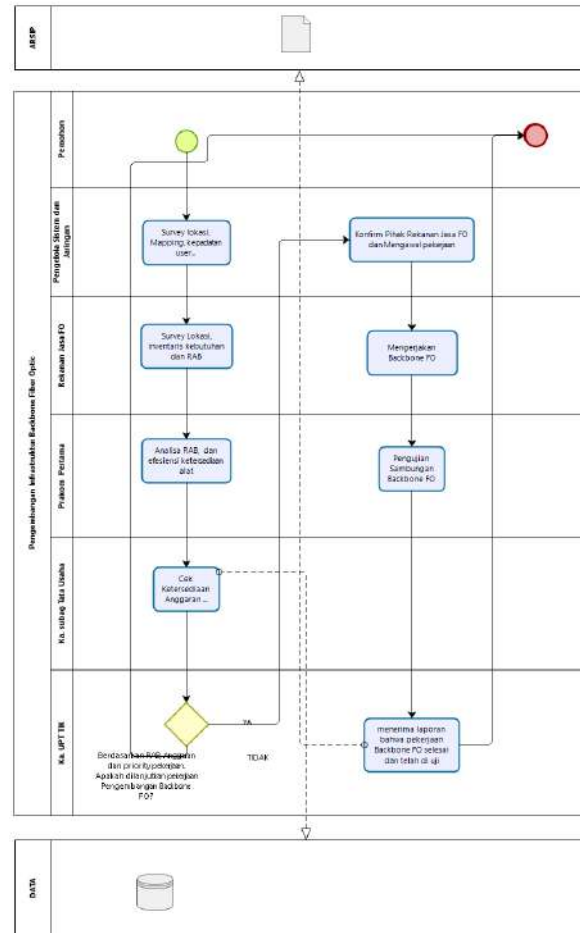 ARSIP
Pengembangan Infrastruktur Backbone Fiber Optic
Pemohon
Pengelola Sistem dan
Jaringan
Survey lokasi,
Mapping, kepadatan
user...
Konfirm Pihak Rekanan Jasa FO
dan Mengawal pekerjaan
Rekanan Jasa FO
Survey Lokasi,
inventaris kebutuhan
dan RAB
Mengerjakan
Backbone FO
Prakom Pertama
Analisa RAB, dan
efesiensi ketersediaan
alat
Pengujian
Sambungan
Backbone FO
Ka. subag Tata Usaha
Cek
Ketersediaan
Anggaran ...
Ka. UPT TIK
YA
TIDAK
Berdasarkan RAB, Anggaran
dan priority pekerjaan.
Apakah dilanjutkan pekerjaan
Pengembangan Backbone
FO?
menerima laporan
bahwa pekerjaan
Backbone FO selesai
dan telah di uji
DATA